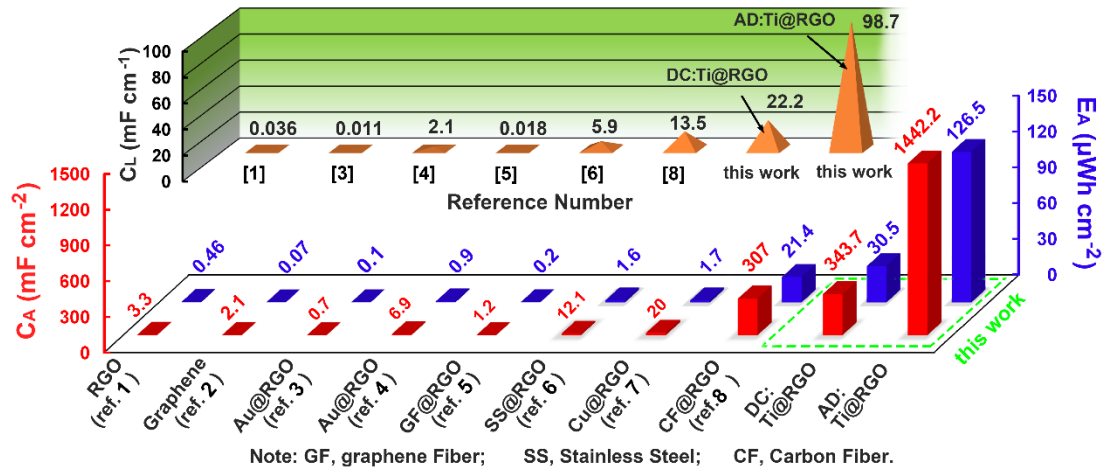 AD:Ti@RGO
98.7
DC:Ti@RGO
22.2
CL (mF cm-1)
100
80
60
40
20
0
0.036
0.011
2.1
0.018
5.9
13.5
[1]
[3]
[4]
[5]
[6]
[8]
this work
this work
Reference Number
CA (mF cm-2)
1500
1200
900
600
300
0
EA (µWh cm-2)
150
120
90
60
30
0
0.46
0.07
0.1
0.9
0.2
1.6
1.7
21.4
30.5
126.5
3.3
2.1
0.7
6.9
1.2
12.1
20
307
343.7
1442.2
this work
RGO
(ref. 1 )
Graphene
(ref. 2 )
Au@RGO
(ref. 3 )
Au@RGO
(ref. 4 )
GF@RGO
(ref. 5 )
SS@RGO
(ref. 6 )
Cu@RGO
(ref. 7 )
CF@RGO
(ref.8 )
DC:
Ti@RGO
AD:
Ti@RGO
Note: GF, graphene Fiber; SS, Stainless Steel; CF, Carbon Fiber.